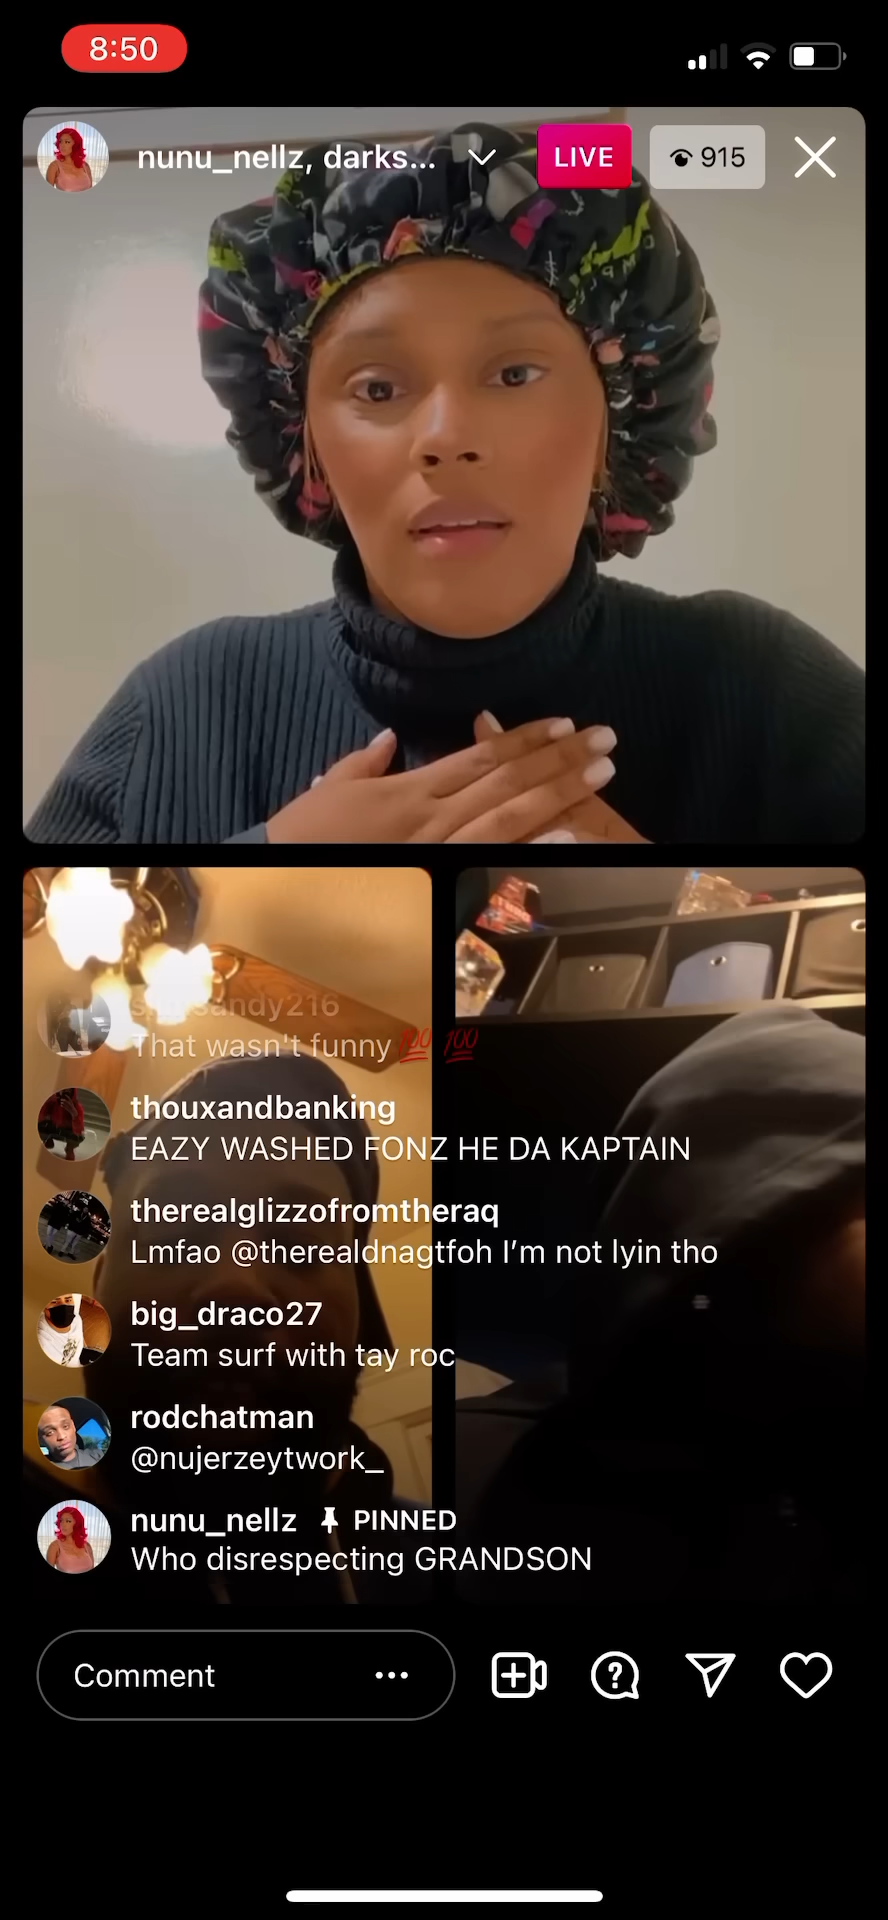 8:50
nunu_nellz, darks...
LIVE
915
That wasn't funny 💯 💯
thouxandbanking
EAZY WASHED FONZ HE DA KAPTAIN
therealglizzofromtheraq
Lmfao @therealdnagtfoh I'm not lyin tho
big_draco27
Team surf with tay roc
rodchatman
@nujerzeytwork_
nunu_nellz PINNED
Who disrespecting GRANDSON
Comment